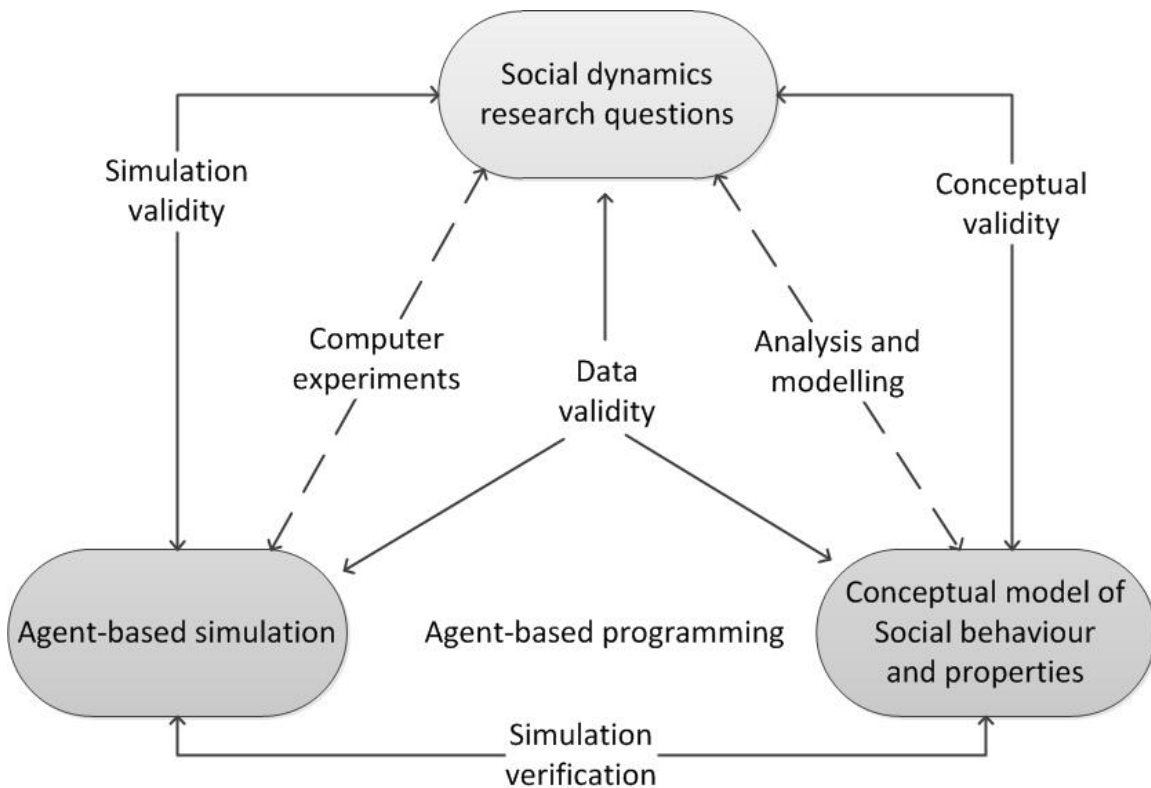 Social dynamics
research questions
Simulation
validity
Conceptual
validity
Computer
experiments
Data
validity
Analysis and
modelling
Agent-based simulation
Agent-based programming
Conceptual model of
Social behaviour
and properties
Simulation
verification